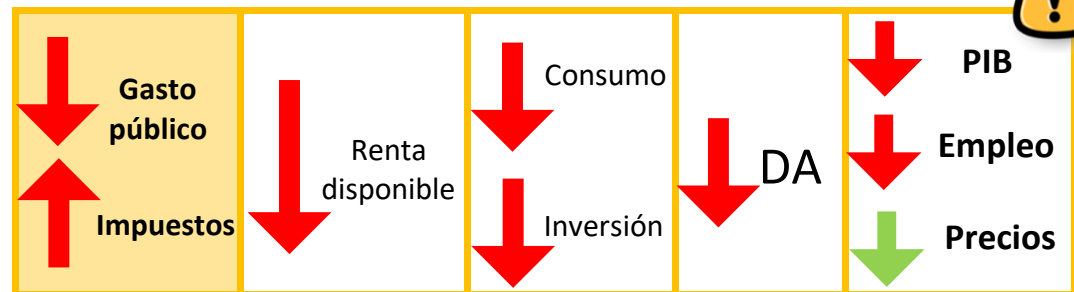 Gasto
público
Impuestos
Renta
disponible
Consumo
Inversión
DA
PIB
Empleo
Precios
!